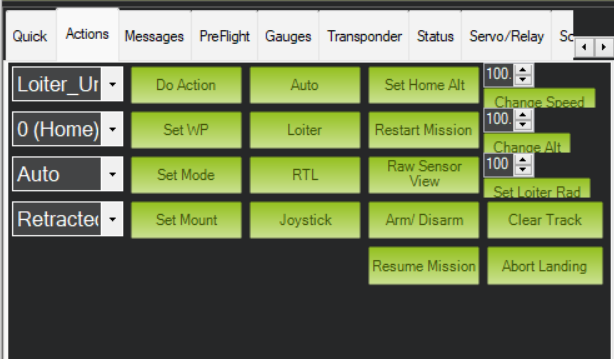 Quick Actions Messages PreFlight Gauges Transponder Status Servo/Relay Sc
Loiter_Ur Do Action Auto Set Home Alt 100.
Change Speed
0 (Home) Set WP Loiter Restart Mission 100.
Change Alt
Auto Set Mode RTL Raw Sensor View 100
Set Loiter Rad
Retracted Set Mount Joystick Arm/ Disarm Clear Track
Resume Mission Abort Landing